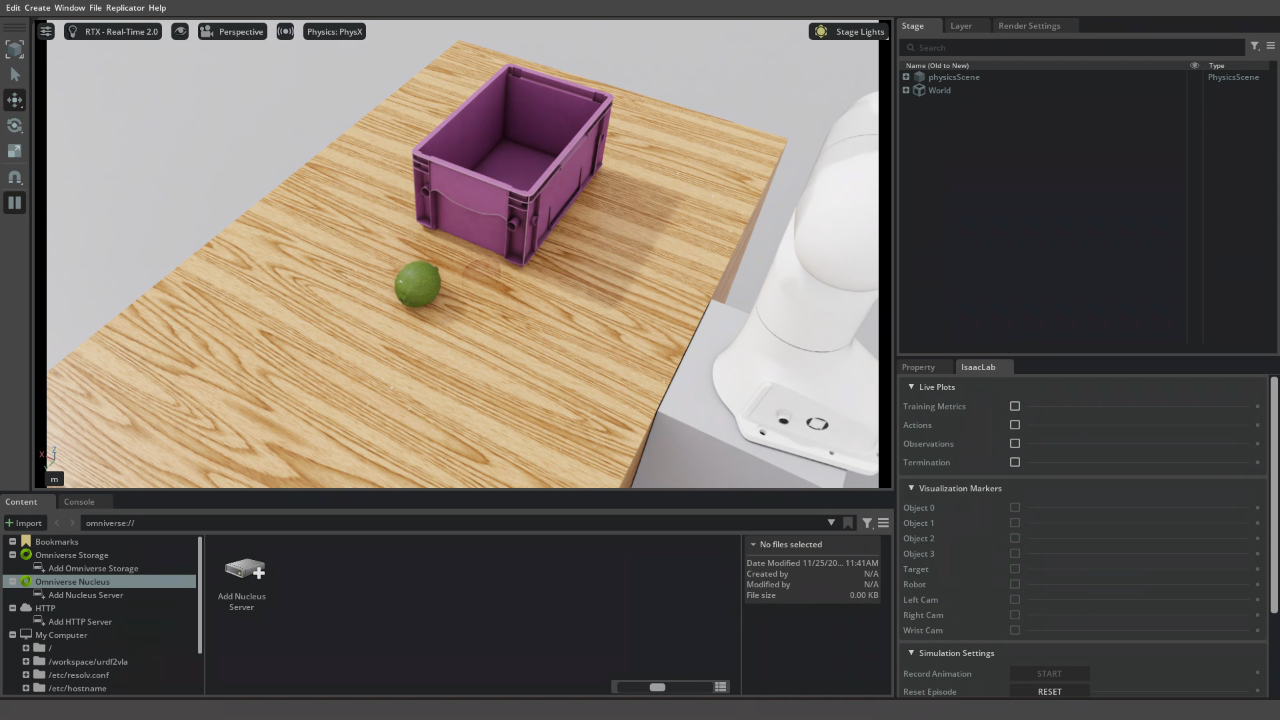 Edit Create Window File Replicator Help
RTX - Real-Time 2.0
Perspective
Physics: PhysX
Stage Lights
m
Stage
Layer
Render Settings
Search
Name (Old to New)
Type
physicsScene
PhysicsScene
World
Property
IsaacLab
Live Plots
Training Metrics
Actions
Observations
Termination
Visualization Markers
Object 0
Object 1
Object 2
Object 3
Target
Robot
Left Cam
Right Cam
Wrist Cam
Simulation Settings
Record Animation
START
Reset Episode
RESET
Content
Console
Import
omniverse://
Bookmarks
Omniverse Storage
Add Omniverse Storage
Omniverse Nucleus
Add Nucleus Server
HTTP
Add HTTP Server
My Computer
/
/workspace/urdf2vla
/etc/resolv.conf
/etc/hostname
Add Nucleus
Server
No files selected
Date Modified 11/25/20... 11:41AM
Created by N/A
Modified by N/A
File size 0.00 KB